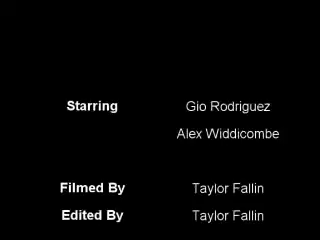 Starring Gio Rodriguez
Alex Widdicombe
Filmed By Taylor Fallin
Edited By Taylor Fallin